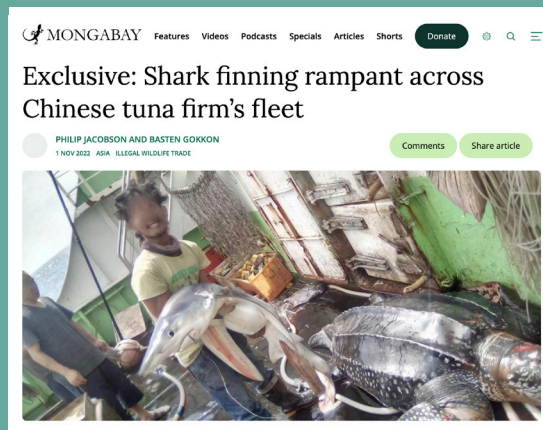 MONGABAY Features Videos Podcasts Specials Articles Shorts Donate
Exclusive: Shark finning rampant across
Chinese tuna firm's fleet
PHILIP JACOBSON AND BASTEN GOKKON
1 NOV 2022 ASIA ILLEGAL WILDLIFE TRADE
Comments Share article